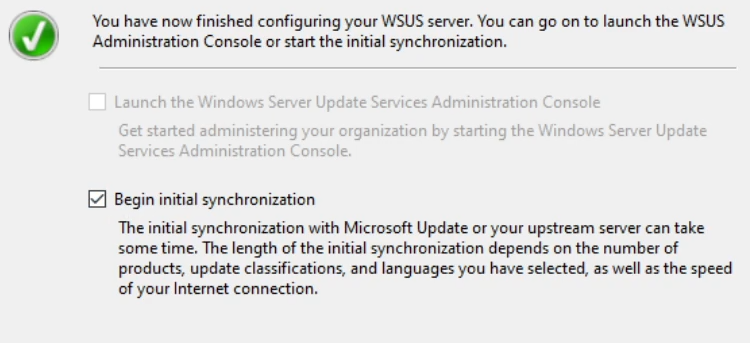 You have now finished configuring your WSUS server. You can go on to launch the WSUS
Administration Console or start the initial synchronization.
Launch the Windows Server Update Services Administration Console
Get started administering your organization by starting the Windows Server Update
Services Administration Console.
Begin initial synchronization
The initial synchronization with Microsoft Update or your upstream server can take
some time. The length of the initial synchronization depends on the number of
products, update classifications, and languages you have selected, as well as the speed
of your Internet connection.